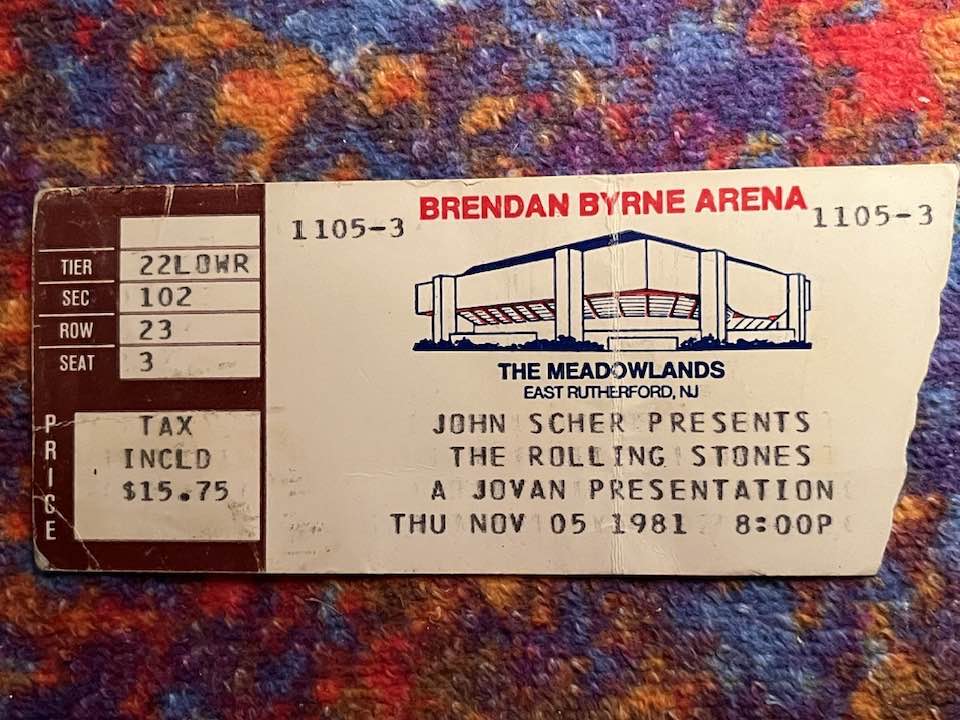 BRENDAN BYRNE ARENA
1105-3
1105-3
TIER 22LOWR
SEC 102
ROW 23
SEAT 3
THE MEADOWLANDS
EAST RUTHERFORD, NJ
PRICE
TAX
INCLD
$15.75
JOHN SCHER PRESENTS
THE ROLLING STONES
A JOVAN PRESENTATION
THU NOV 05 1981 8:00P